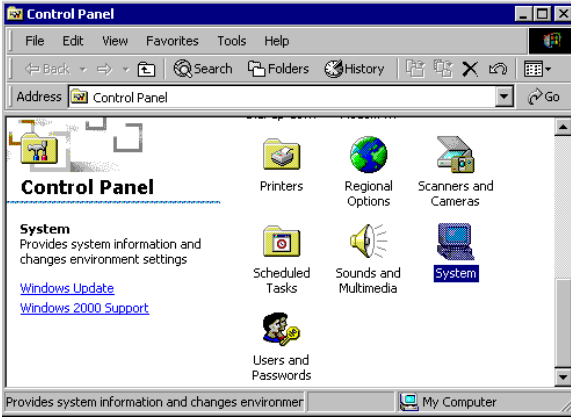 Control Panel
File Edit View Favorites Tools Help
Back Search Folders History
Address Control Panel Go
Control Panel
System
Provides system information and
changes environment settings
Windows Update
Windows 2000 Support
Printers
Regional
Options
Scanners and
Cameras
Scheduled
Tasks
Sounds and
Multimedia
System
Users and
Passwords
Provides system information and changes environmer
My Computer